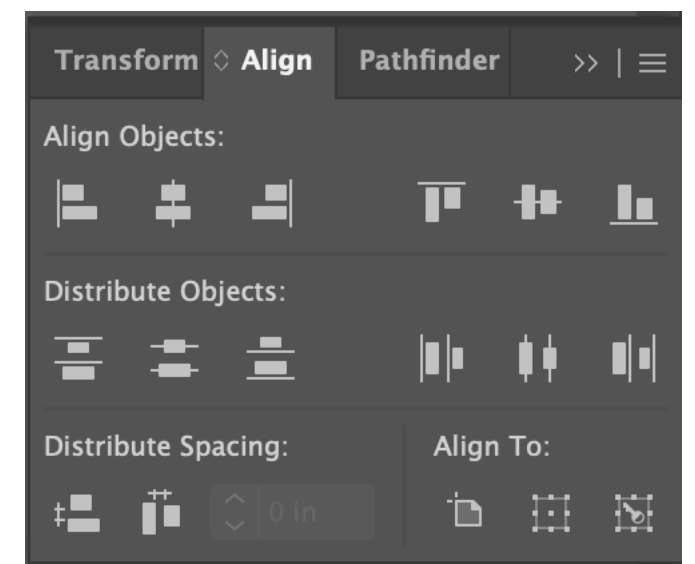 Transform Align Pathfinder
Align Objects:
Distribute Objects:
Distribute Spacing: Align To:
0 in